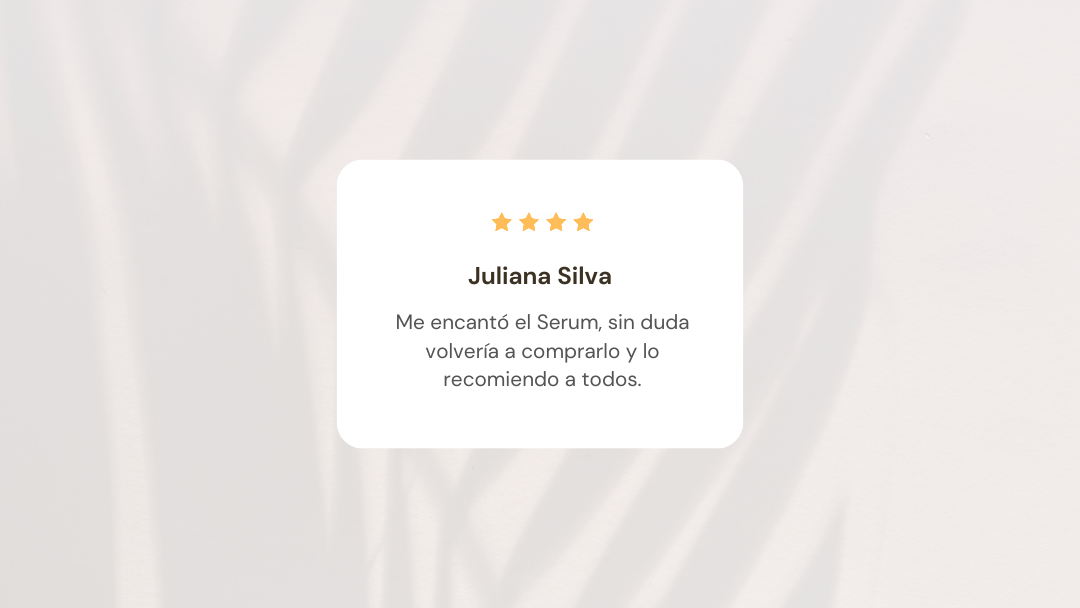 Juliana Silva
Me encantó el Serum, sin duda
volvería a comprarlo y lo
recomiendo a todos.